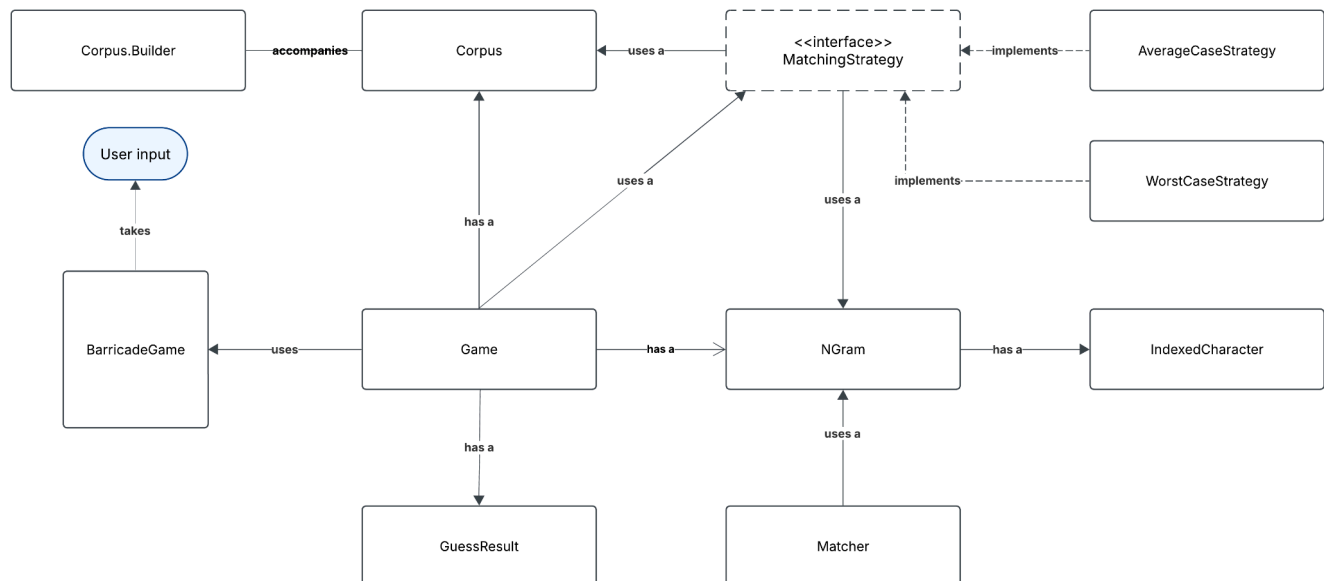 Corpus.Builder
accompanies
Corpus
uses a
<<interface>>
MatchingStrategy
implements
AverageCaseStrategy
User input
uses a
implements
WorstCaseStrategy
takes
has a
uses a
BarricadeGame
uses
Game
has a
NGram
has a
IndexedCharacter
has a
uses a
GuessResult
Matcher